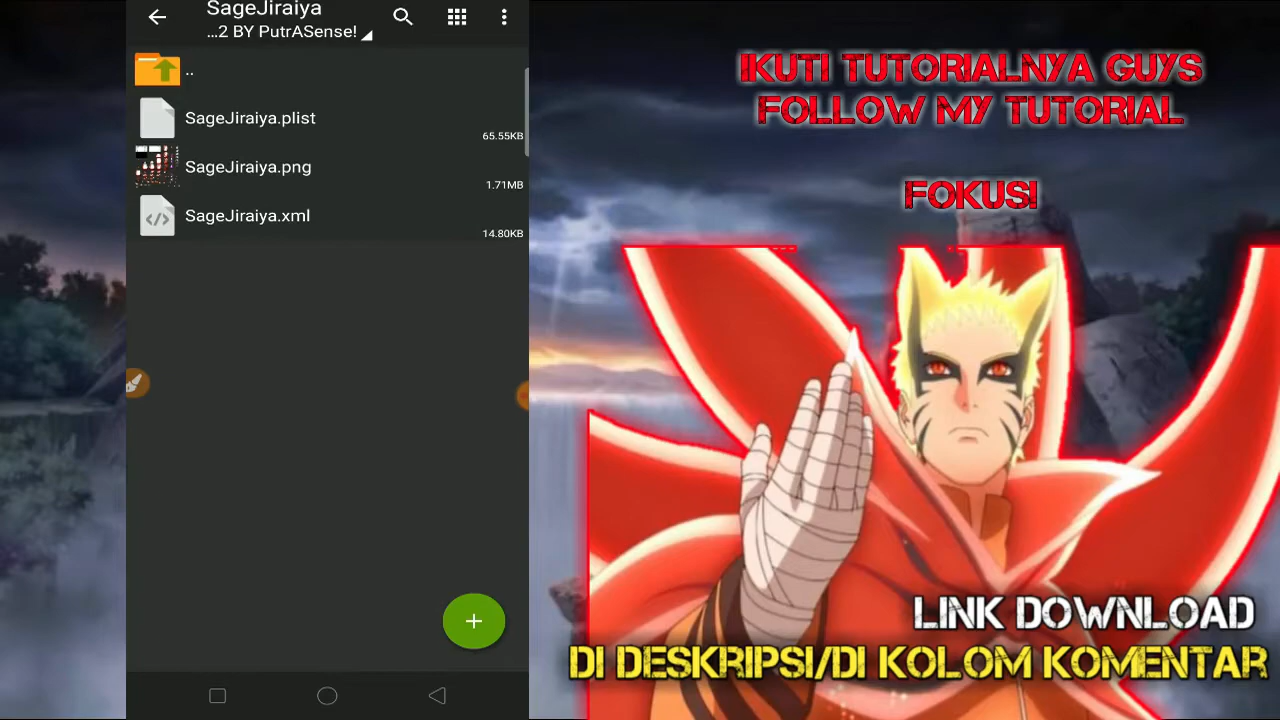 SageJiraiya
...2 BY PutrASense!
..
SageJiraiya.plist
65.55KB
SageJiraiya.png
1.71MB
SageJiraiya.xml
14.80KB
IKUTI TUTORIALNYA GUYS
FOLLOW MY TUTORIAL
FOKUS!
LINK DOWNLOAD
DI DESKRIPSI/DI KOLOM KOMENTAR